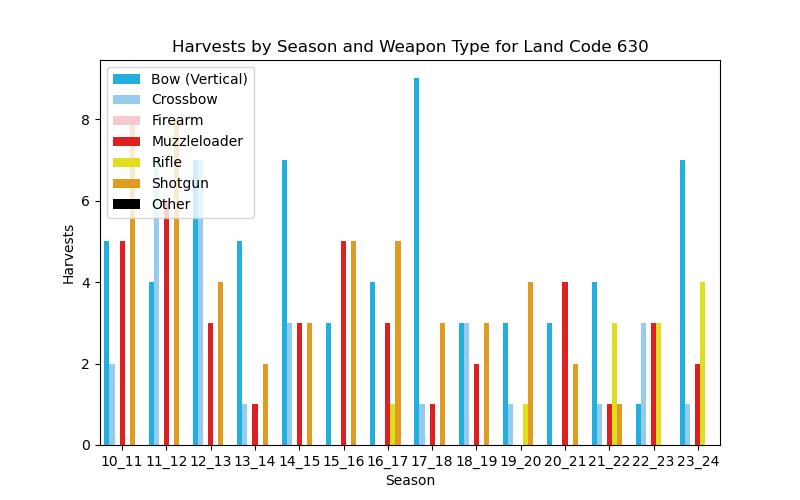 Harvests by Season and Weapon Type for Land Code 630
Bow (Vertical)
Crossbow
Firearm
Muzzleloader
Rifle
Shotgun
Other
8
6
4
2
0
Harvests
10_11 11_12 12_13 13_14 14_15 15_16 16_17 17_18 18_19 19_20 20_21 21_22 22_23 23_24
Season